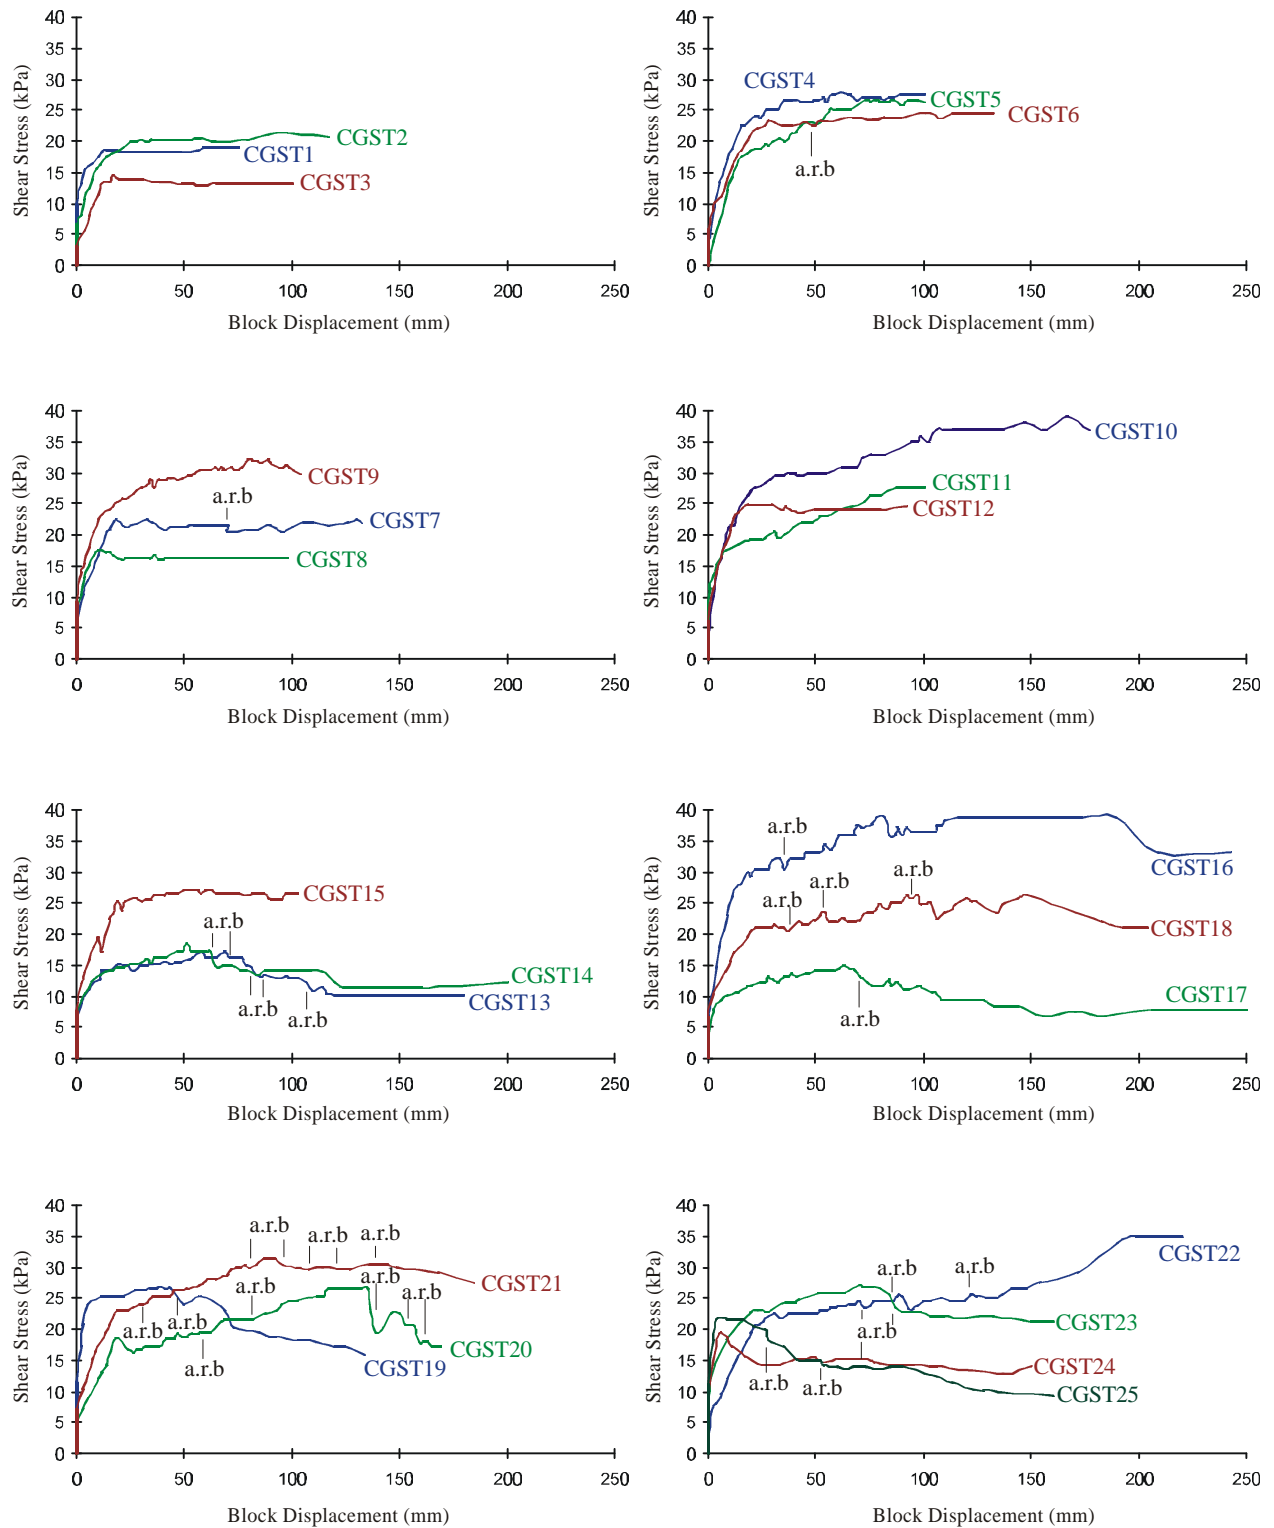 40
35
30
25
20
15
10
5
0
Shear Stress (kPa)
CGST2
CGST1
CGST3
0 50 100 150 200 250
Block Displacement (mm)
40
35
30
25
20
15
10
5
0
Shear Stress (kPa)
CGST4
CGST5
CGST6
a.r.b
0 50 100 150 200 250
Block Displacement (mm)
40
35
30
25
20
15
10
5
0
Shear Stress (kPa)
CGST9
a.r.b
CGST7
CGST8
0 50 100 150 200 250
Block Displacement (mm)
40
35
30
25
20
15
10
5
0
Shear Stress (kPa)
CGST10
CGST11
CGST12
0 50 100 150 200 250
Block Displacement (mm)
40
35
30
25
20
15
10
5
0
Shear Stress (kPa)
CGST15
a.r.b
CGST14
CGST13
a.r.b
a.r.b
0 50 100 150 200 250
Block Displacement (mm)
40
35
30
25
20
15
10
5
0
Shear Stress (kPa)
a.r.b
CGST16
a.r.b
a.r.b
a.r.b
CGST18
CGST17
a.r.b
0 50 100 150 200 250
Block Displacement (mm)
40
35
30
25
20
15
10
5
0
Shear Stress (kPa)
a.r.b
a.r.b
a.r.b
a.r.b
a.r.b
CGST21
a.r.b
a.r.b
a.r.b
CGST20
a.r.b
CGST19
0 50 100 150 200 250
Block Displacement (mm)
40
35
30
25
20
15
10
5
0
Shear Stress (kPa)
CGST22
a.r.b
a.r.b
CGST23
a.r.b
CGST24
a.r.b
a.r.b
CGST25
0 50 100 150 200 250
Block Displacement (mm)